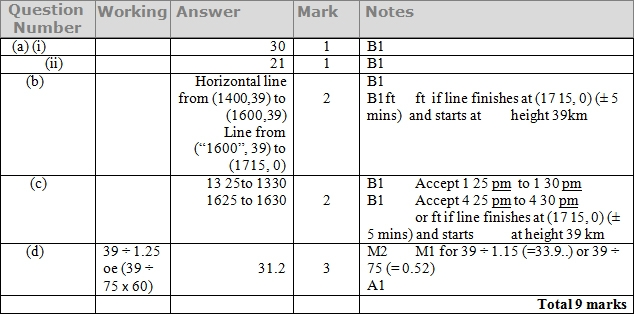 Question Number Working Answer Mark Notes
(a) (i) 30 1 B1
(ii) 21 1 B1
(b) Horizontal line B1
from (1400,39) to 2 B1ft ft if line finishes at (17 15, 0) (± 5
(1600,39) mins) and starts at height 39km
Line from
("1600", 39) to
(1715, 0)
(c) 13 25to 1330 B1 Accept 1 25 pm to 1 30 pm
1625 to 1630 2 B1 Accept 4 25 pm to 4 30 pm
or ft if line finishes at (17 15, 0) (±
5 mins) and starts at height 39 km
(d) 39 ÷ 1.25 M2 M1 for 39 ÷ 1.15 (=33.9..) or 39 ÷
oe (39 ÷ 31.2 3 75 (= 0.52)
75 x 60) A1
Total 9 marks